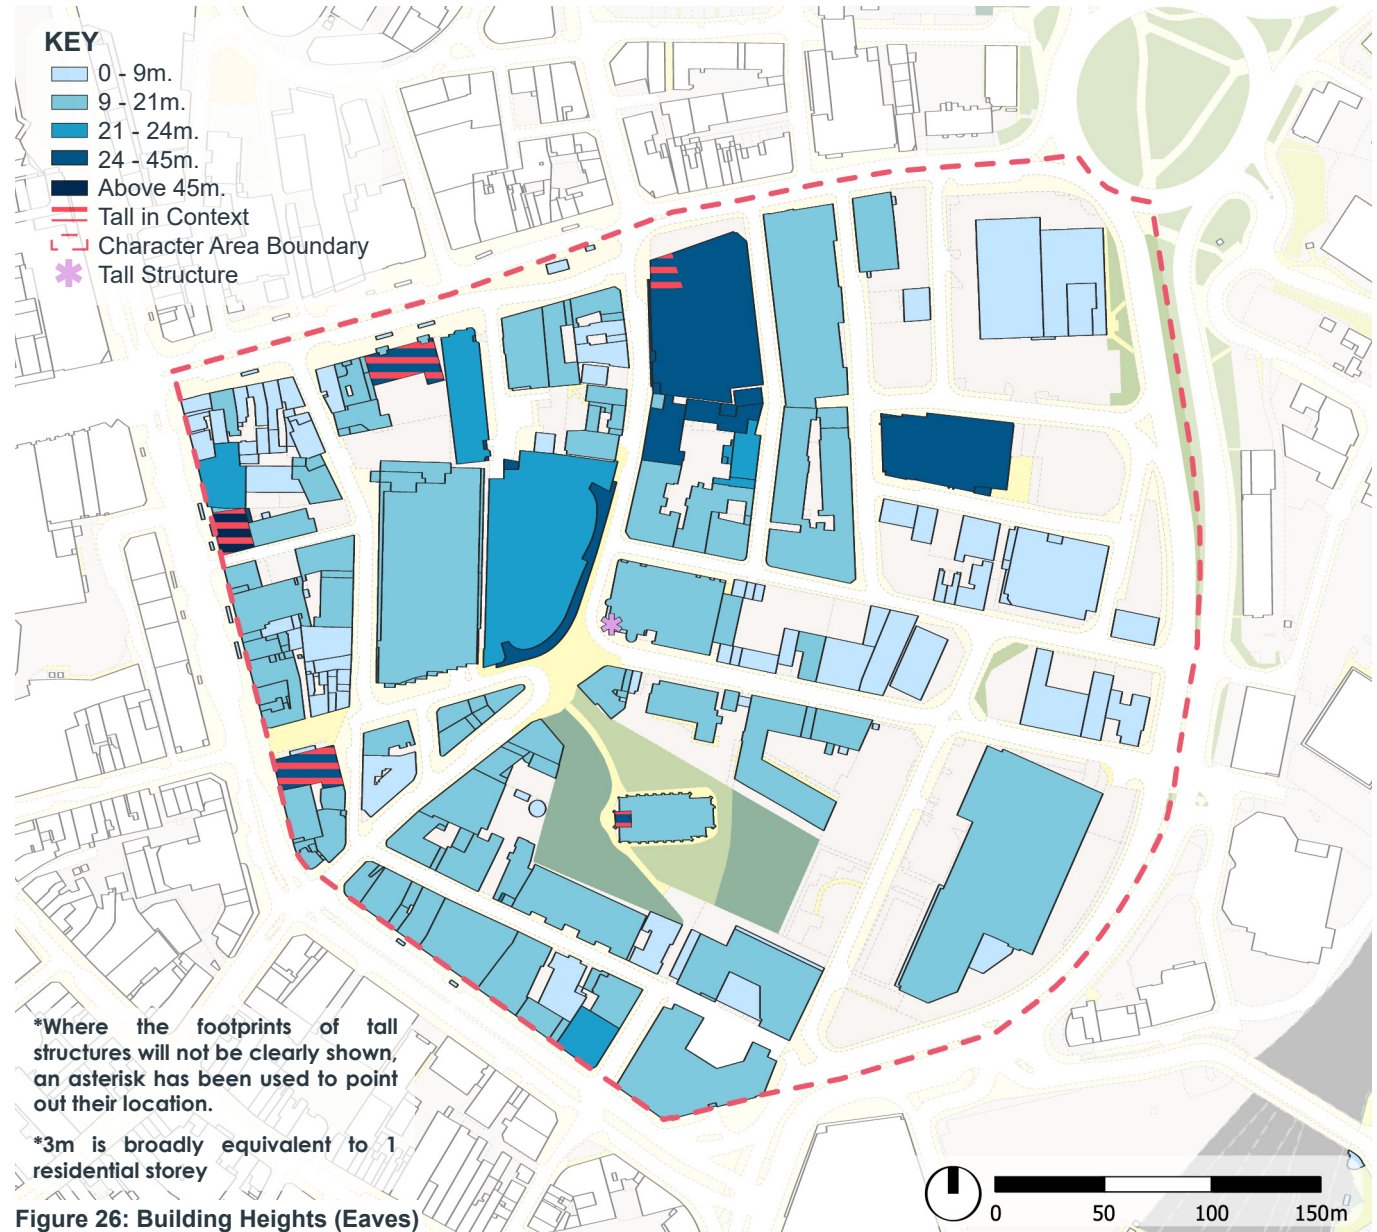 KEY
0 - 9m.
9 - 21m.
21 - 24m.
24 - 45m.
Above 45m.
Tall in Context
Character Area Boundary
Tall Structure
*Where the footprints of tall
structures will not be clearly shown,
an asterisk has been used to point
out their location.
*3m is broadly equivalent to 1
residential storey
Figure 26: Building Heights (Eaves)
0 50 100 150m